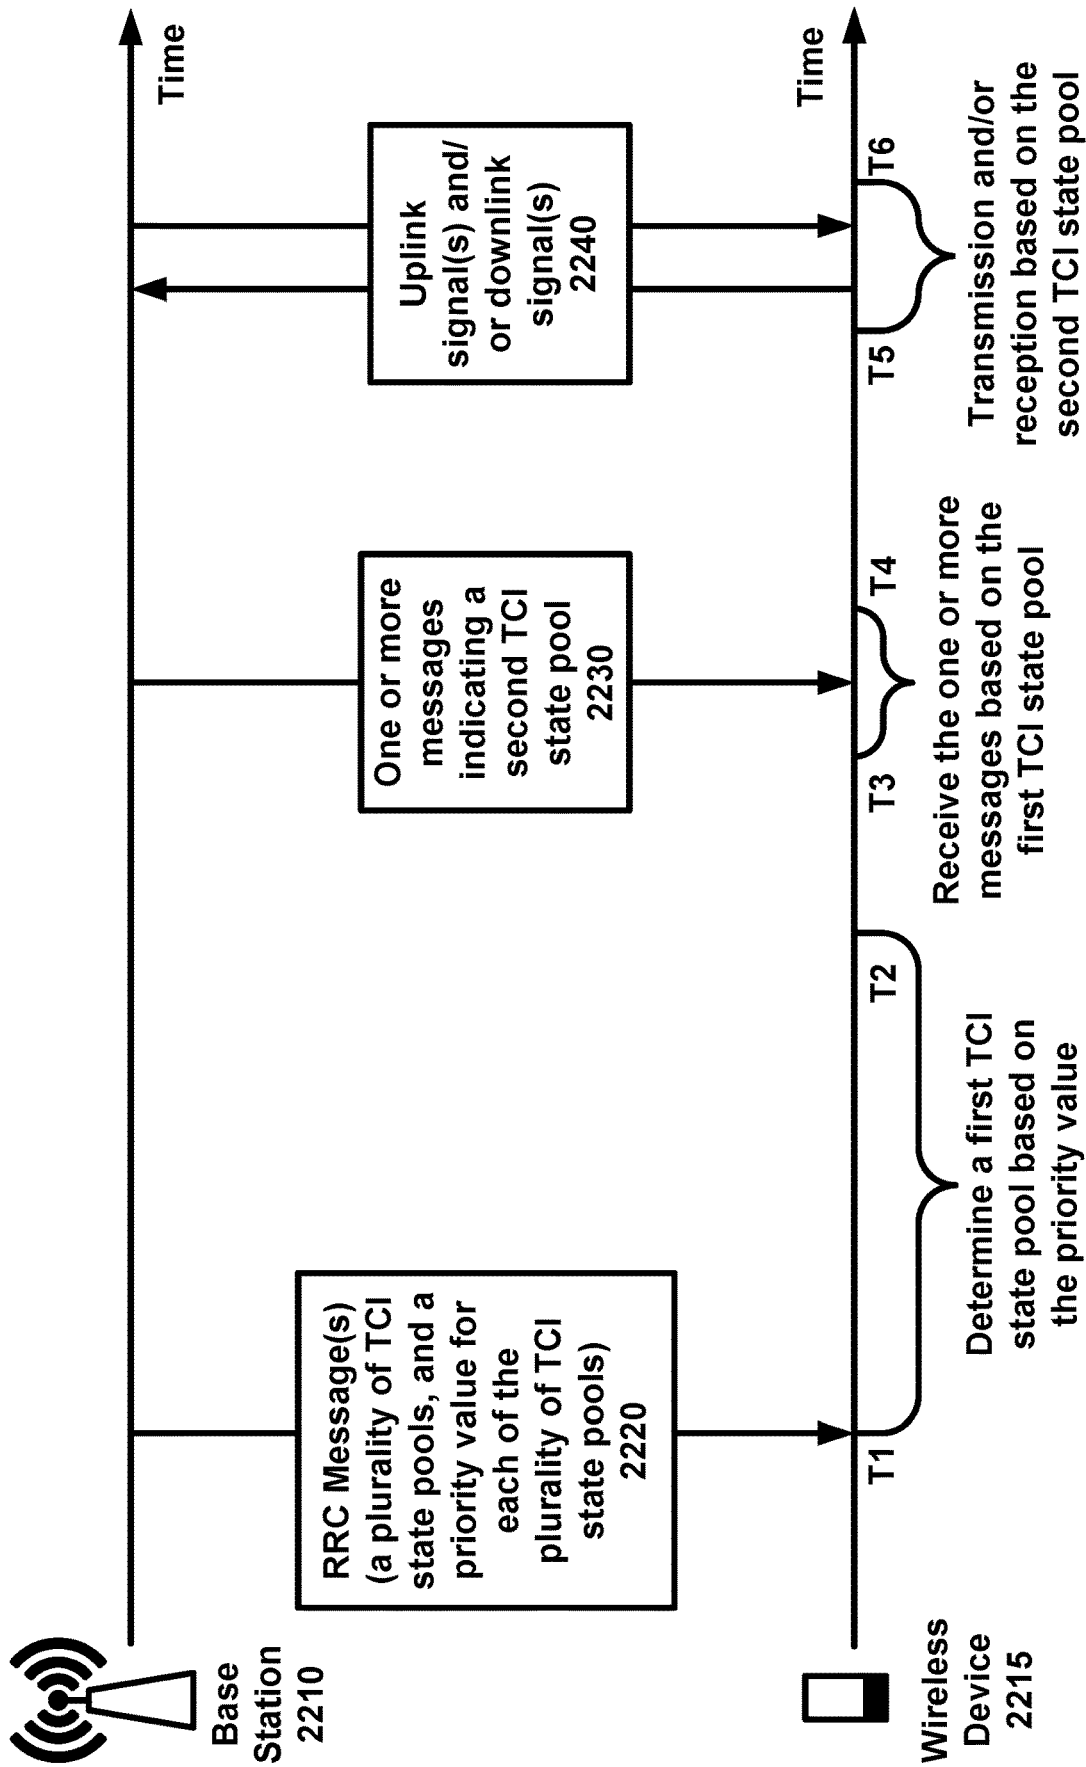 Base
Station
2210
Time
RRC Message(s)
(a plurality of TCI
state pools, and a
priority value for
each of the
plurality of TCI
state pools)
2220
One or more
messages
indicating a
second TCI
state pool
2230
Uplink
signal(s) and/
or downlink
signal(s)
2240
Wireless
Device
2215
Time
T1
T2
T3
T4
T5
T6
Determine a first TCI
state pool based on
the priority value
Receive the one or more
messages based on the
first TCI state pool
Transmission and/or
reception based on the
second TCI state pool